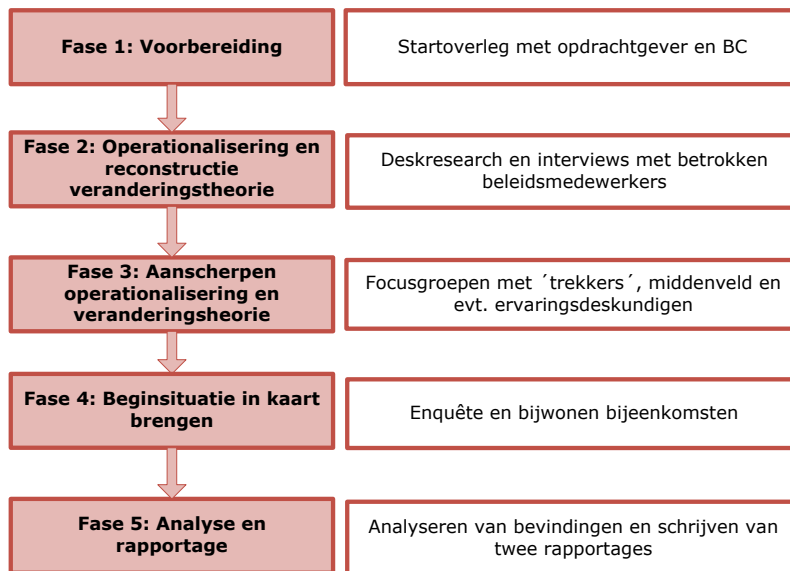 Fase 1: Voorbereiding
Startoverleg met opdrachtgever en BC
Fase 2: Operationalisering en
reconstructie
veranderingstheorie
Deskresearch en interviews met betrokken
beleidsmedewerkers
Fase 3: Aanscherpen
operationalisering en
veranderingsheorie
Focusgroepen met ´trekkers´, middenveld en
evt. ervaringsdeskundigen
Fase 4: Beginsituatie in kaart
brengen
Enquête en bijwonen bijeenkomsten
Fase 5: Analyse en
rapportage
Analyseren van bevindingen en schrijven van
twee rapportages